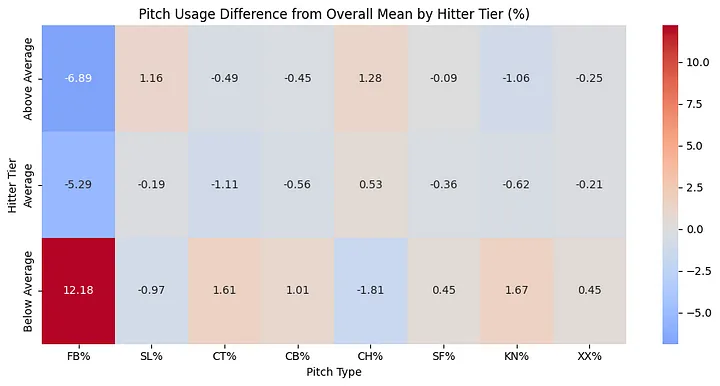 Pitch Usage Difference from Overall Mean by Hitter Tier (%)
Hitter Tier
Above Average
-6.89 1.16 -0.49 -0.45 1.28 -0.09 -1.06 -0.25
Average
-5.29 -0.19 -1.11 -0.56 0.53 -0.36 -0.62 -0.21
Below Average
12.18 -0.97 1.61 1.01 -1.81 0.45 1.67 0.45
FB% SL% CT% CB% CH% SF% KN% XX%
Pitch Type
10.0
7.5
5.0
2.5
0.0
−2.5
−5.0